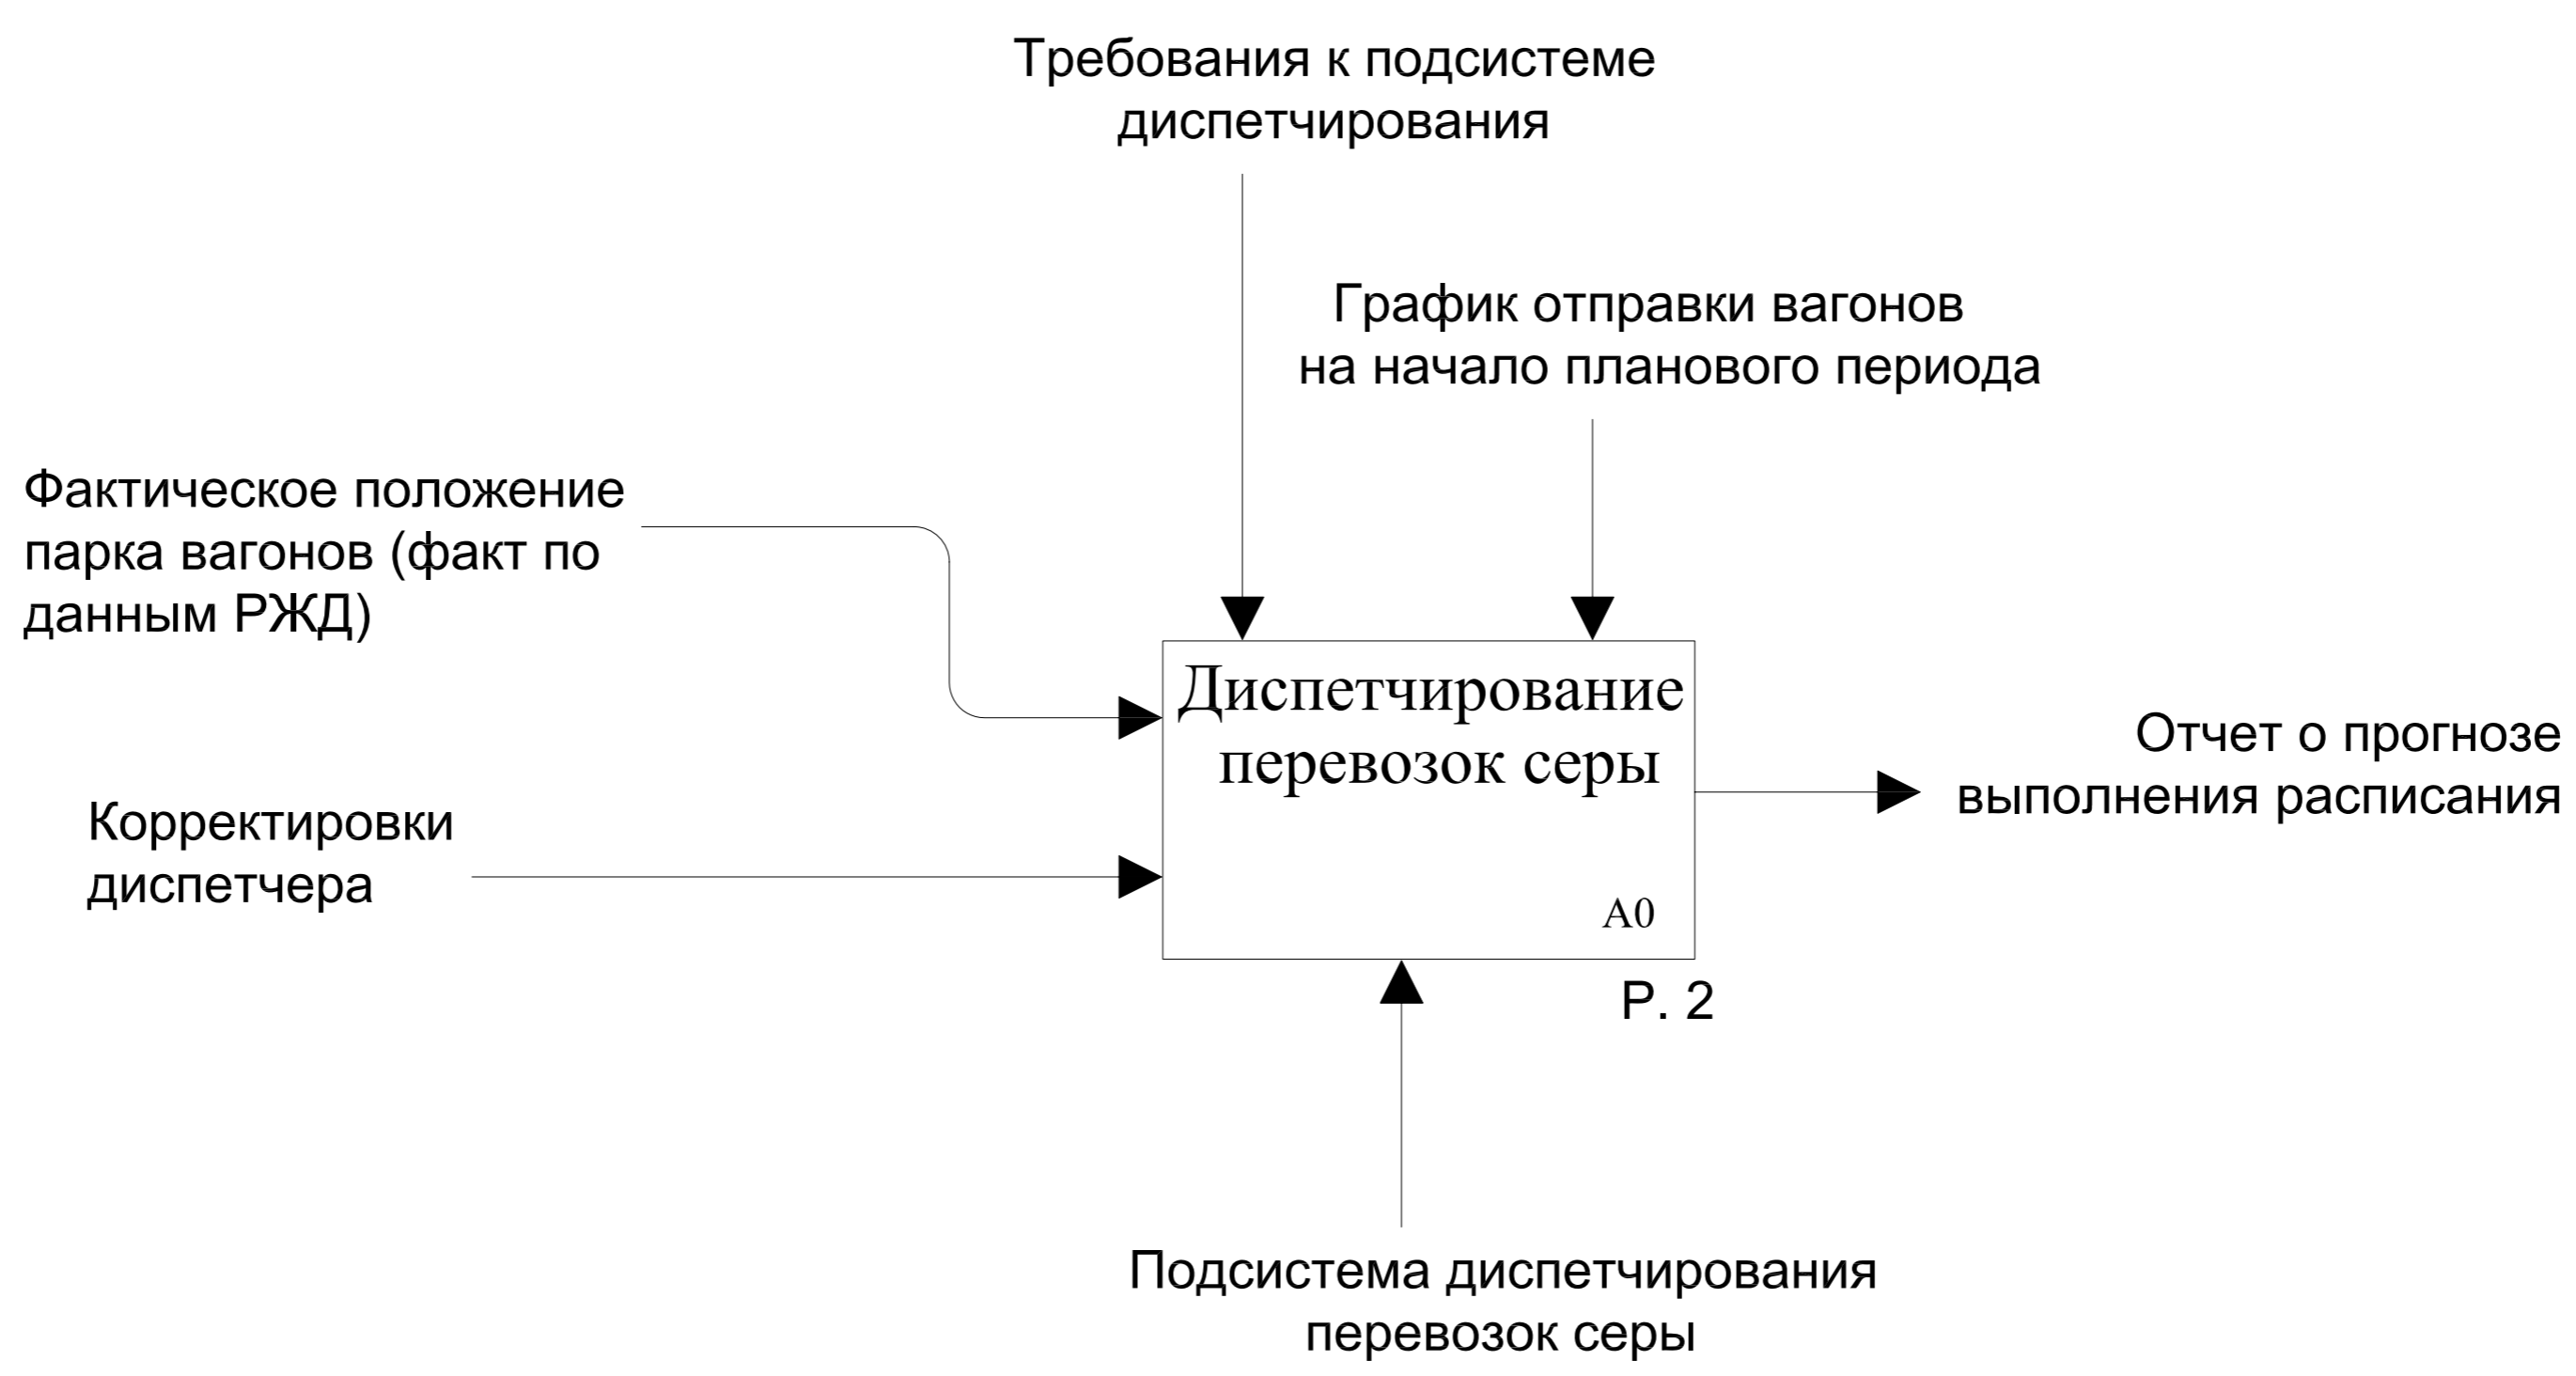 Требования к подсистеме
диспетчирования
График отправки вагонов
на начало планового периода
Фактическое положение
парка вагонов (факт по
данным РЖД)
Корректировки
диспетчера
Диспетчирование
перевозок серы
A0
P. 2
Отчет о прогнозе
выполнения расписания
Подсистема диспетчирования
перевозок серы